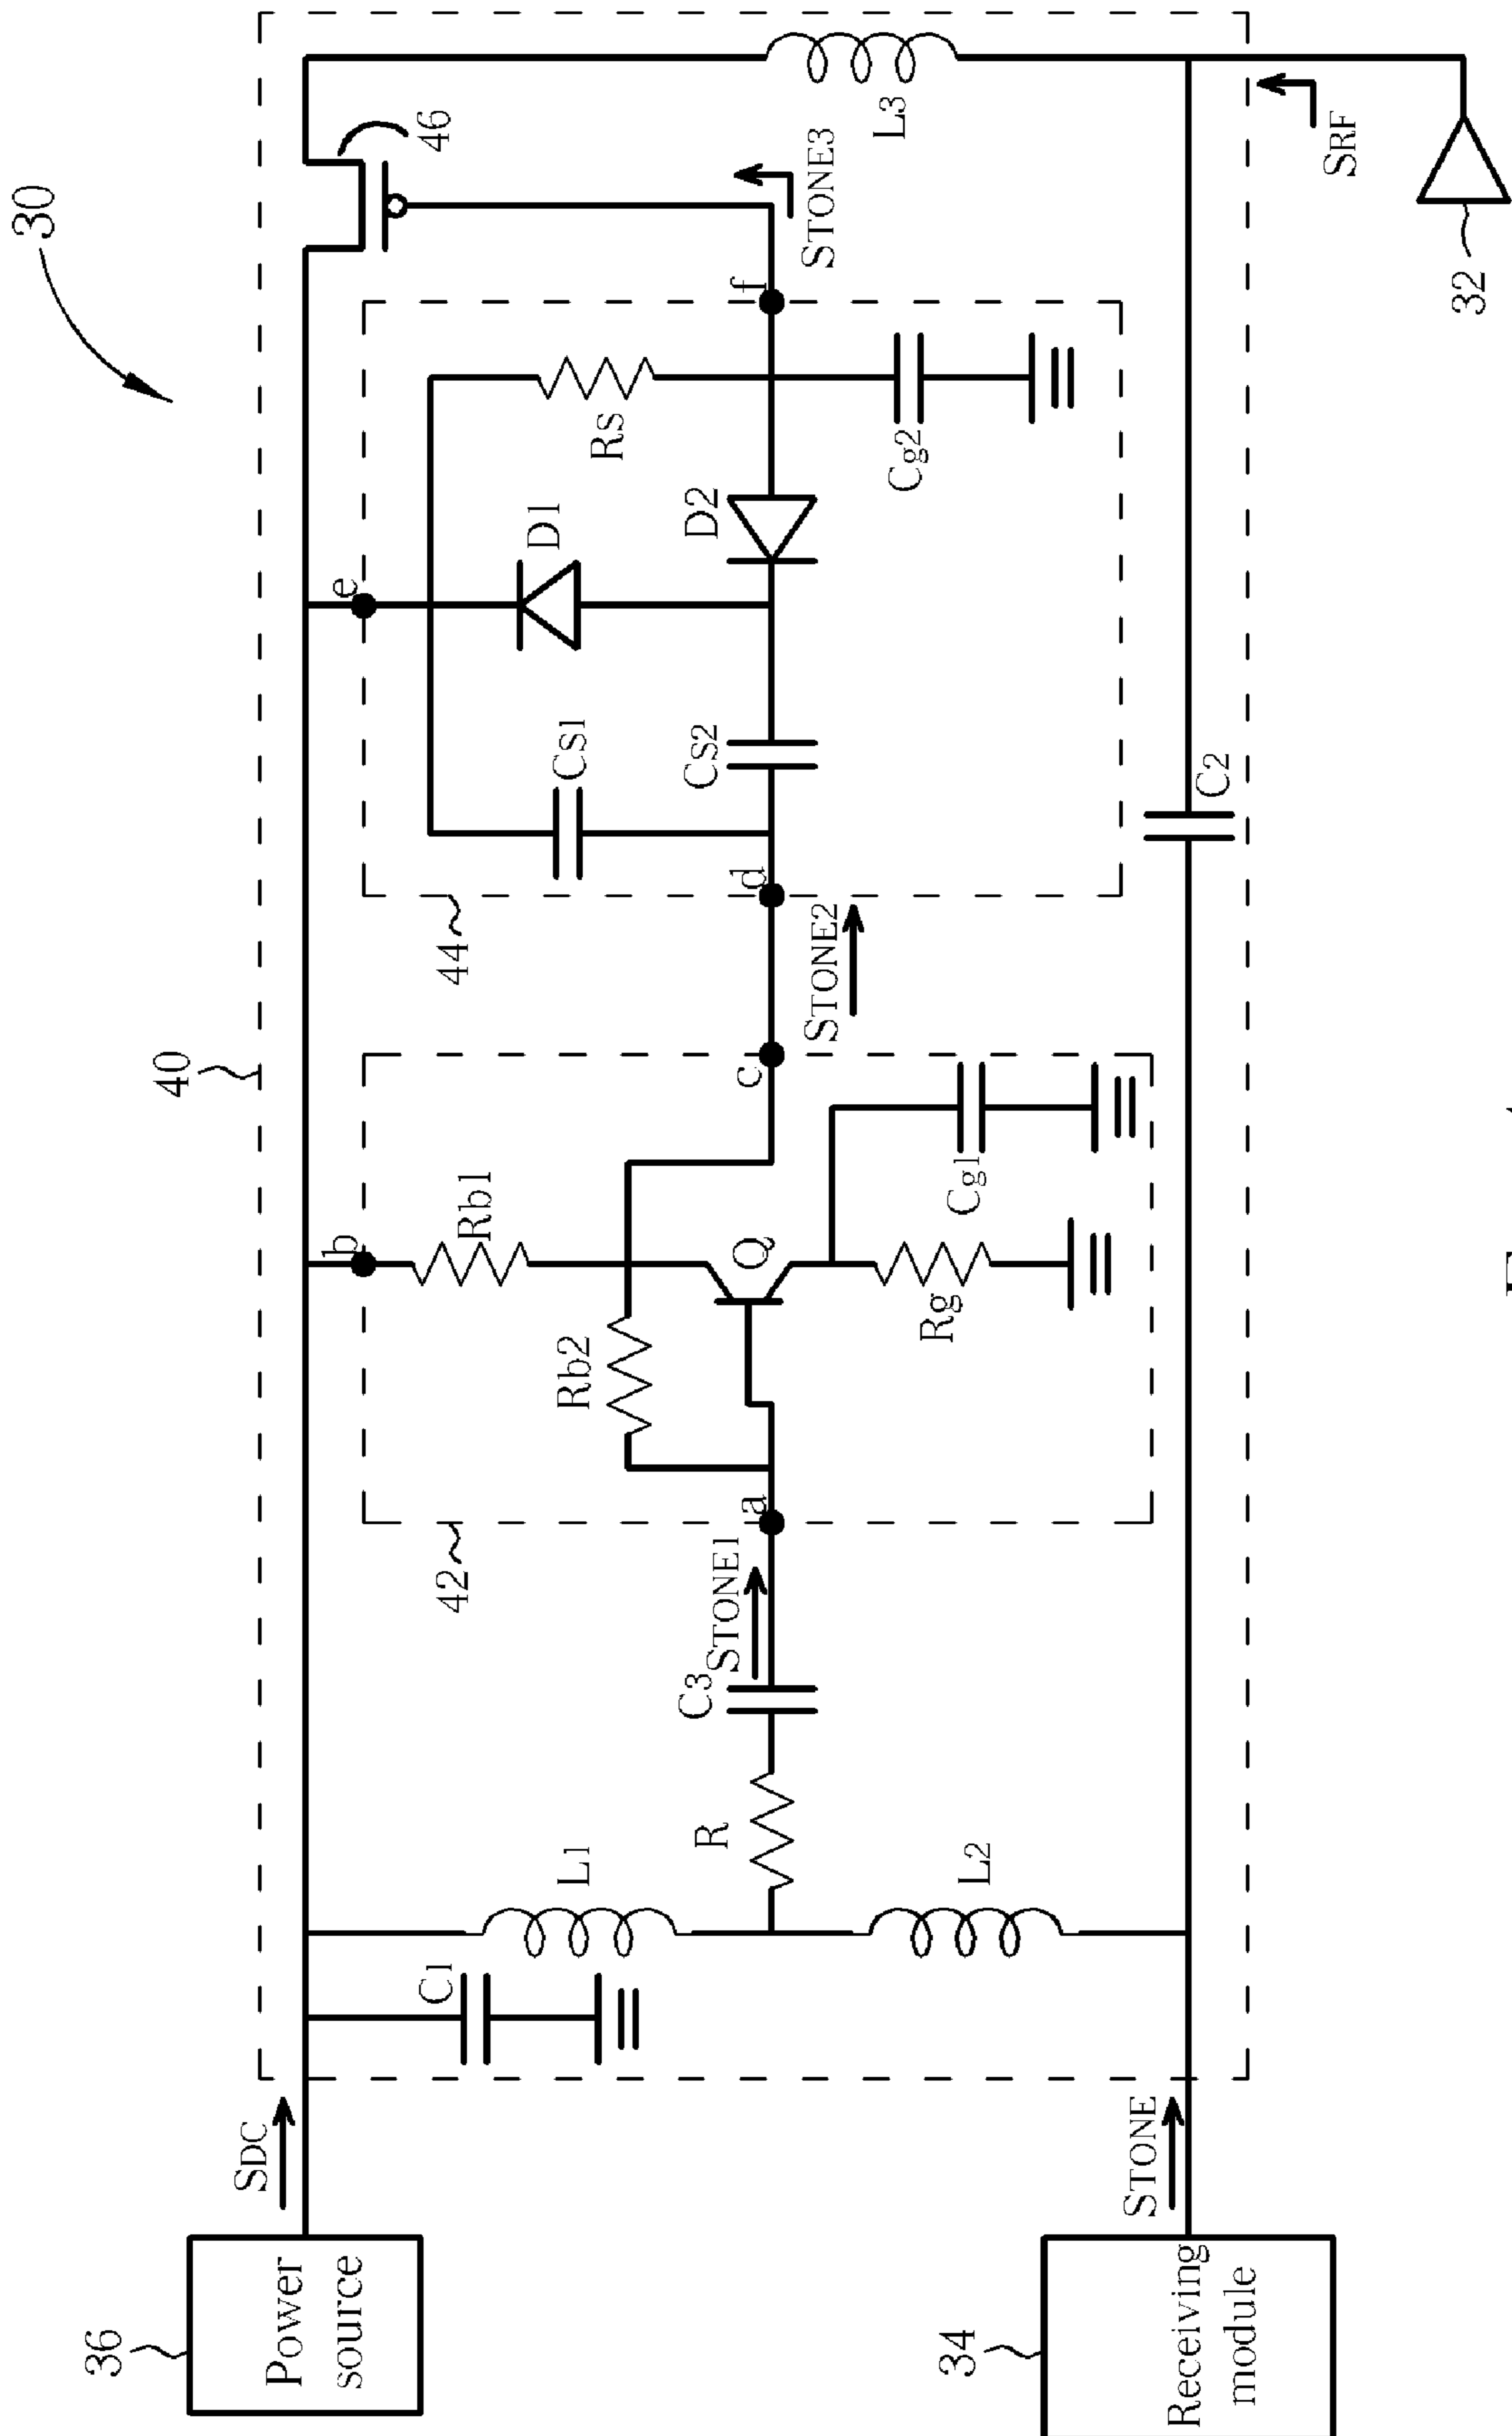 30
40
36
Power
source
SDC
C1
L1
L2
R
C3
STONE1
42
a
b
Rb1
Rb2
Q
Rg
Cg1
c
STONE2
44
d
e
Cs1
Cs2
D1
D2
Rs
Cg2
f
STONE3
46
L3
C2
34
Receiving
module
STONE
SRF
32